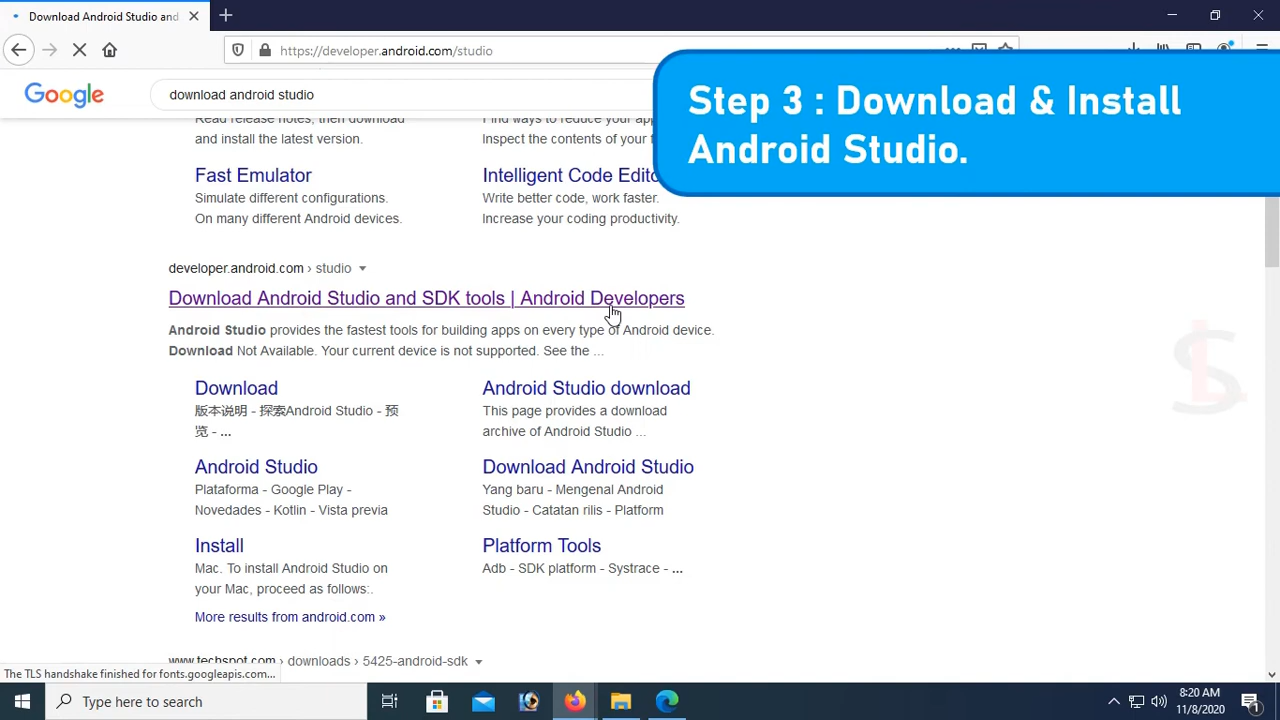 Download Android Studio and
https://developer.android.com/studio
Google
download android studio
Step 3 : Download & Install
Android Studio.
Read release notes, then download
and install the latest version.
Find ways to reduce your
Inspect the contents of your
Fast Emulator
Simulate different configurations.
On many different Android devices.
Intelligent Code Edito
Write better code, work faster.
Increase your coding productivity.
developer.android.com › studio
Download Android Studio and SDK tools | Android Developers
Android Studio provides the fastest tools for building apps on every type of Android device.
Download Not Available. Your current device is not supported. See the ...
Download
版本说明 - 探索Android Studio - 预
览 - ...
Android Studio download
This page provides a download
archive of Android Studio ...
Android Studio
Plataforma - Google Play -
Novedades - Kotlin - Vista previa
Download Android Studio
Yang baru - Mengenal Android
Studio - Catatan rilis - Platform
Install
Mac. To install Android Studio on
your Mac, proceed as follows:.
Platform Tools
Adb - SDK platform - Systrace - ...
More results from android.com »
www.techspot.com › downloads › 5425-android-sdk
The TLS handshake finished for fonts.googleapis.com...
SL
Type here to search
8:20 AM
11/8/2020
1